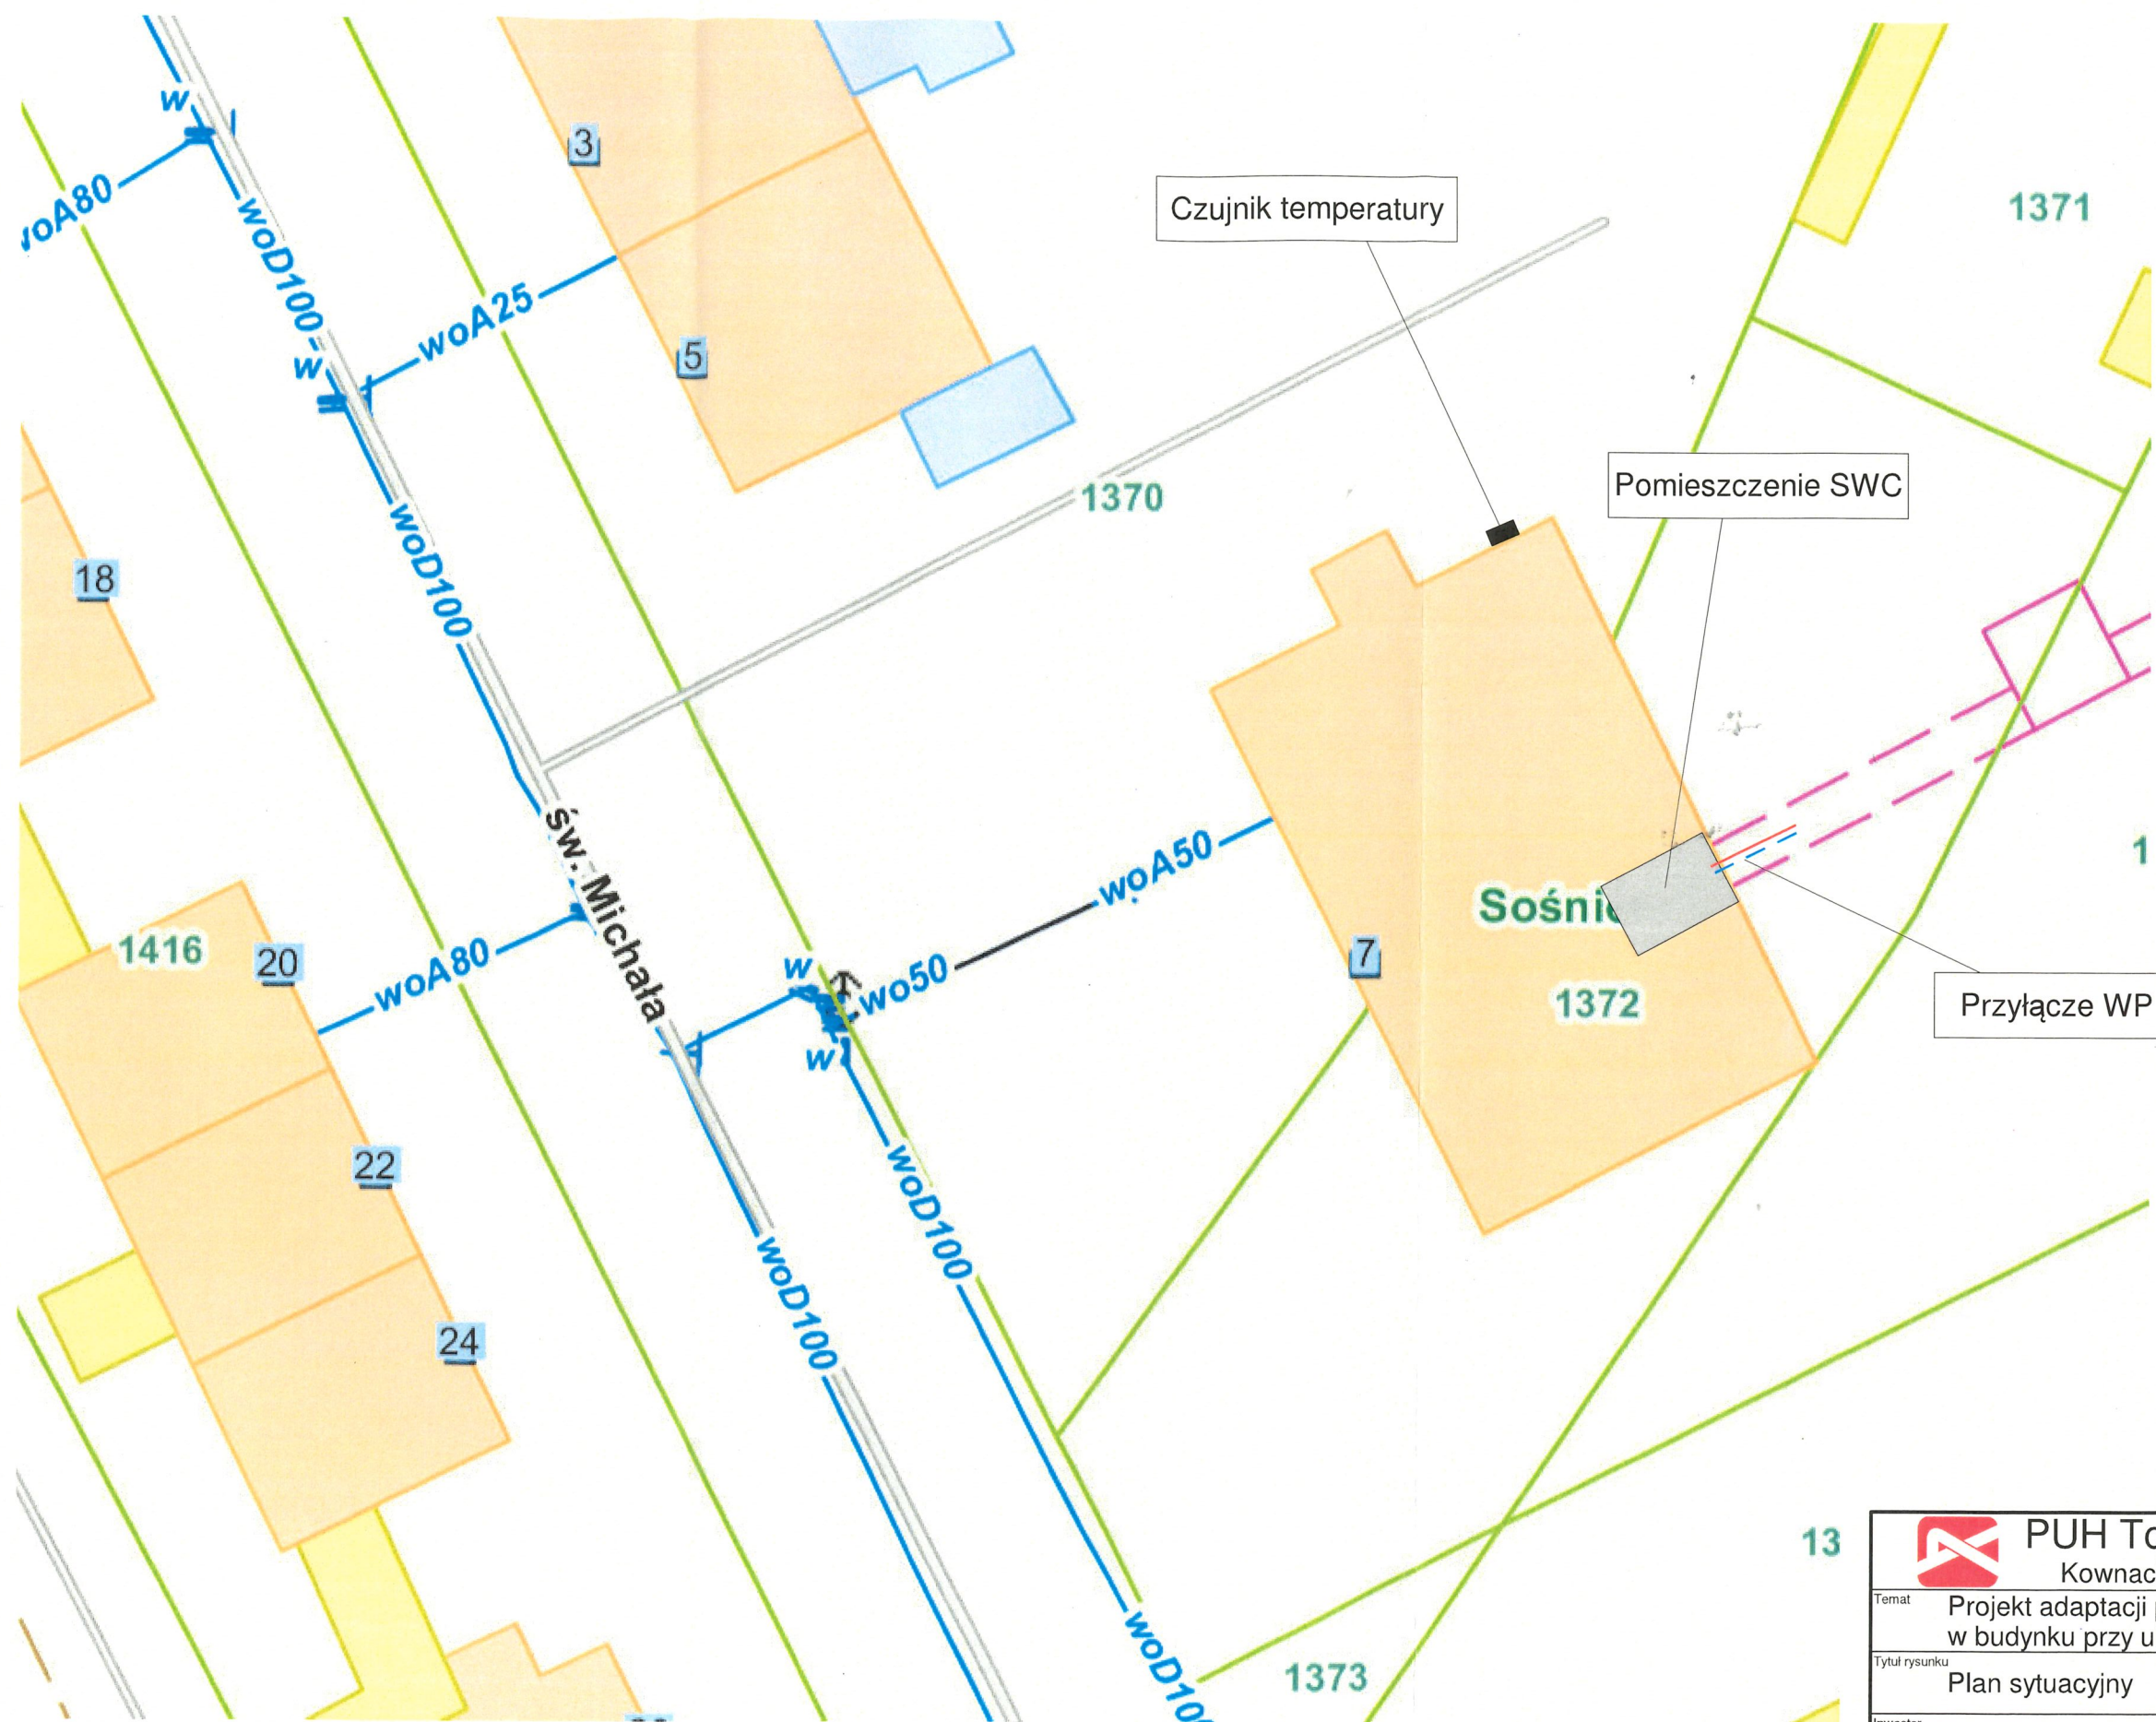 w
3
woA80
woD100
Czujnik temperatury
1371
woA25
w
5
Pomieszczenie SWC
1370
18
woD100
św. Michała
woA50
1
Sośni
7
1416
20
woA80
w
wo50
1372
Przyłącze WP
w
22
woD100
woD100
24
13
PUH To
Kownac
Temat
Projekt adaptacji
w budynku przy u
Tytuł rysunku
Plan sytuacyjny
1373
woD10